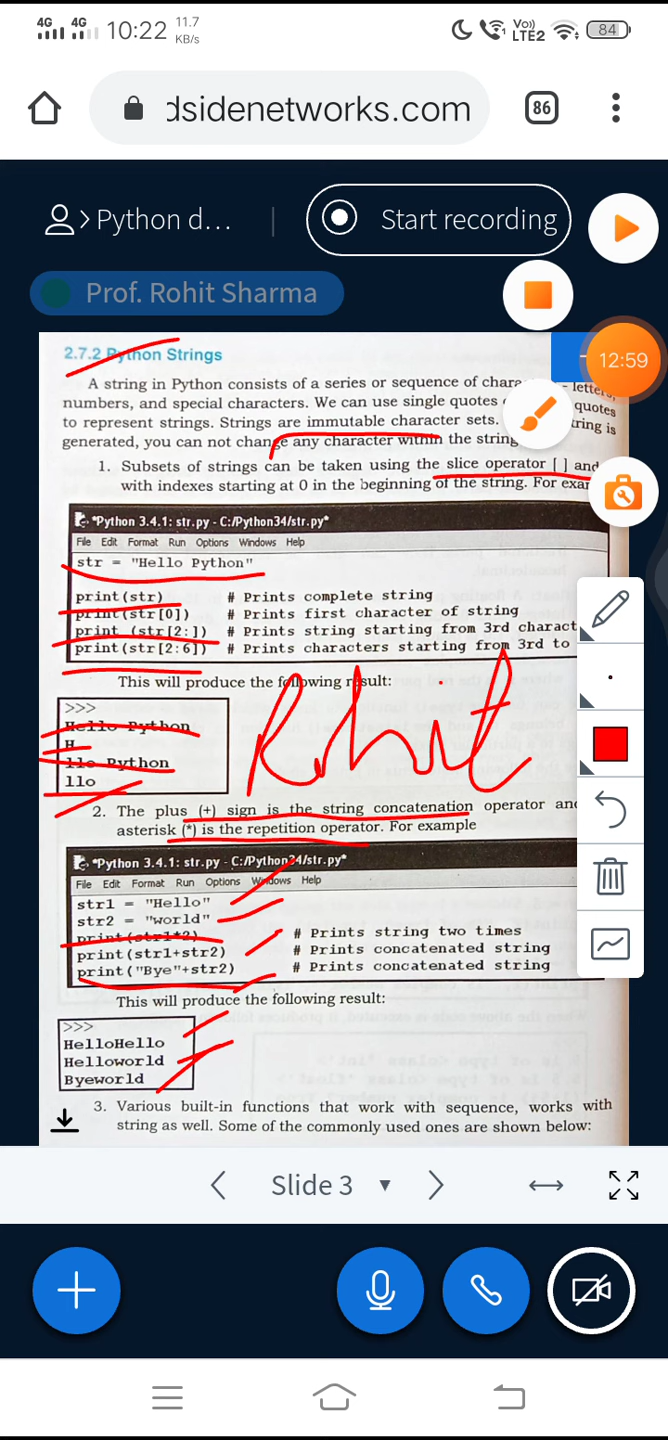 4G 4G 10:22 11.7 KB/s Vo)) LTE2 84
dsidenetworks.com 86
Python d... Start recording
Prof. Rohit Sharma
12:59
2.7.2 Python Strings
A string in Python consists of a series or sequence of chara letters,
numbers, and special characters. We can use single quotes quotes
to represent strings. Strings are immutable character sets. tring is
generated, you can not change any character within the string
1. Subsets of strings can be taken using the slice operator [ ] and
with indexes starting at 0 in the beginning of the string. For exar
*Python 3.4.1: str.py - C:/Python34/str.py*
File Edit Format Run Options Windows Help
str = "Hello Python"
print(str) # Prints complete string
print(str[0]) # Prints first character of string
print (str[2:]) # Prints string starting from 3rd charact
print(str[2:6]) # Prints characters starting from 3rd to
This will produce the following result:
>>>
Hello Python
H
llo Python
llo
Rohit
2. The plus (+) sign is the string concatenation operator and
asterisk (*) is the repetition operator. For example
*Python 3.4.1: str.py - C:/Python34/str.py*
File Edit Format Run Options Windows Help
str1 = "Hello"
str2 = "world"
print(str1*2) # Prints string two times
print(str1+str2) # Prints concatenated string
print("Bye"+str2) # Prints concatenated string
This will produce the following result:
>>>
HelloHello
Helloworld
Byeworld
3. Various built-in functions that work with sequence, works with
string as well. Some of the commonly used ones are shown below:
Slide 3